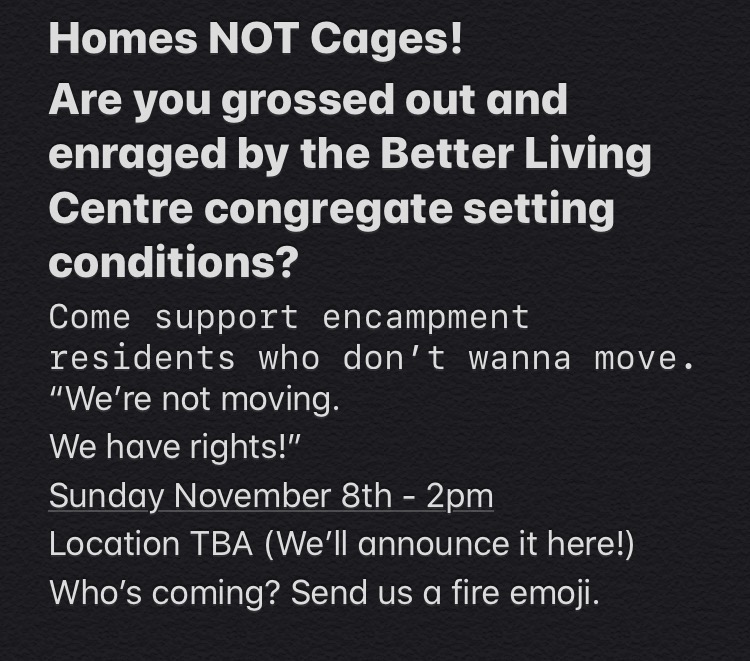 Homes NOT Cages!
Are you grossed out and
enraged by the Better Living
Centre congregate setting
conditions?
Come support encampment
residents who don’t wanna move.
“We’re not moving.
We have rights!”
Sunday November 8th - 2pm
Location TBA (We’ll announce it here!)
Who’s coming? Send us a fire emoji.